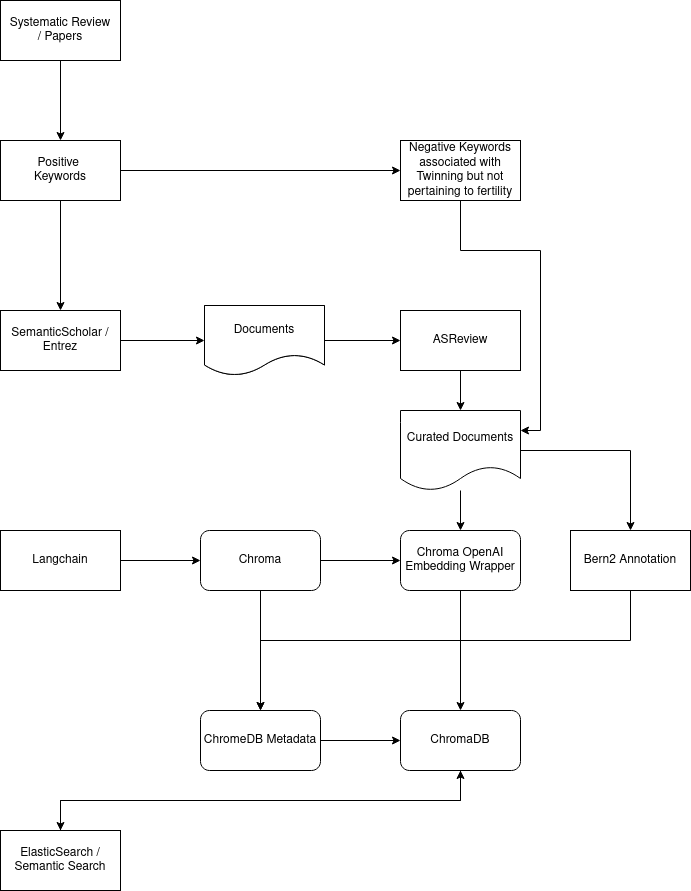 Systematic Review
/ Papers
Positive
Keywords
Negative Keywords
associated with
Twinning but not
pertaining to fertility
SemanticScholar /
Entrez
Documents
ASReview
Curated Documents
Langchain
Chroma
Chroma OpenAI
Embedding Wrapper
Bern2 Annotation
ChromeDB Metadata
ChromaDB
ElasticSearch /
Semantic Search